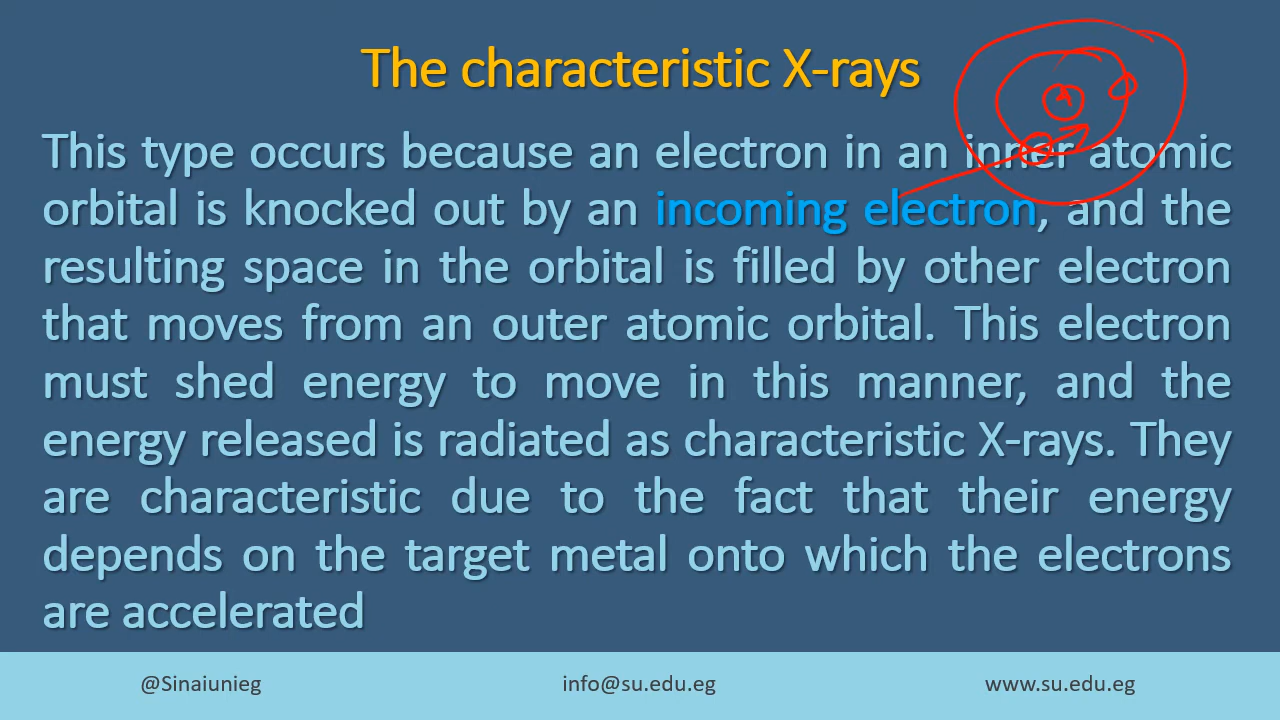 The characteristic X-rays
This type occurs because an electron in an inner atomic
orbital is knocked out by an incoming electron, and the
resulting space in the orbital is filled by other electron
that moves from an outer atomic orbital. This electron
must shed energy to move in this manner, and the
energy released is radiated as characteristic X-rays. They
are characteristic due to the fact that their energy
depends on the target metal onto which the electrons
are accelerated
@Sinaiunieg
info@su.edu.eg
www.su.edu.eg